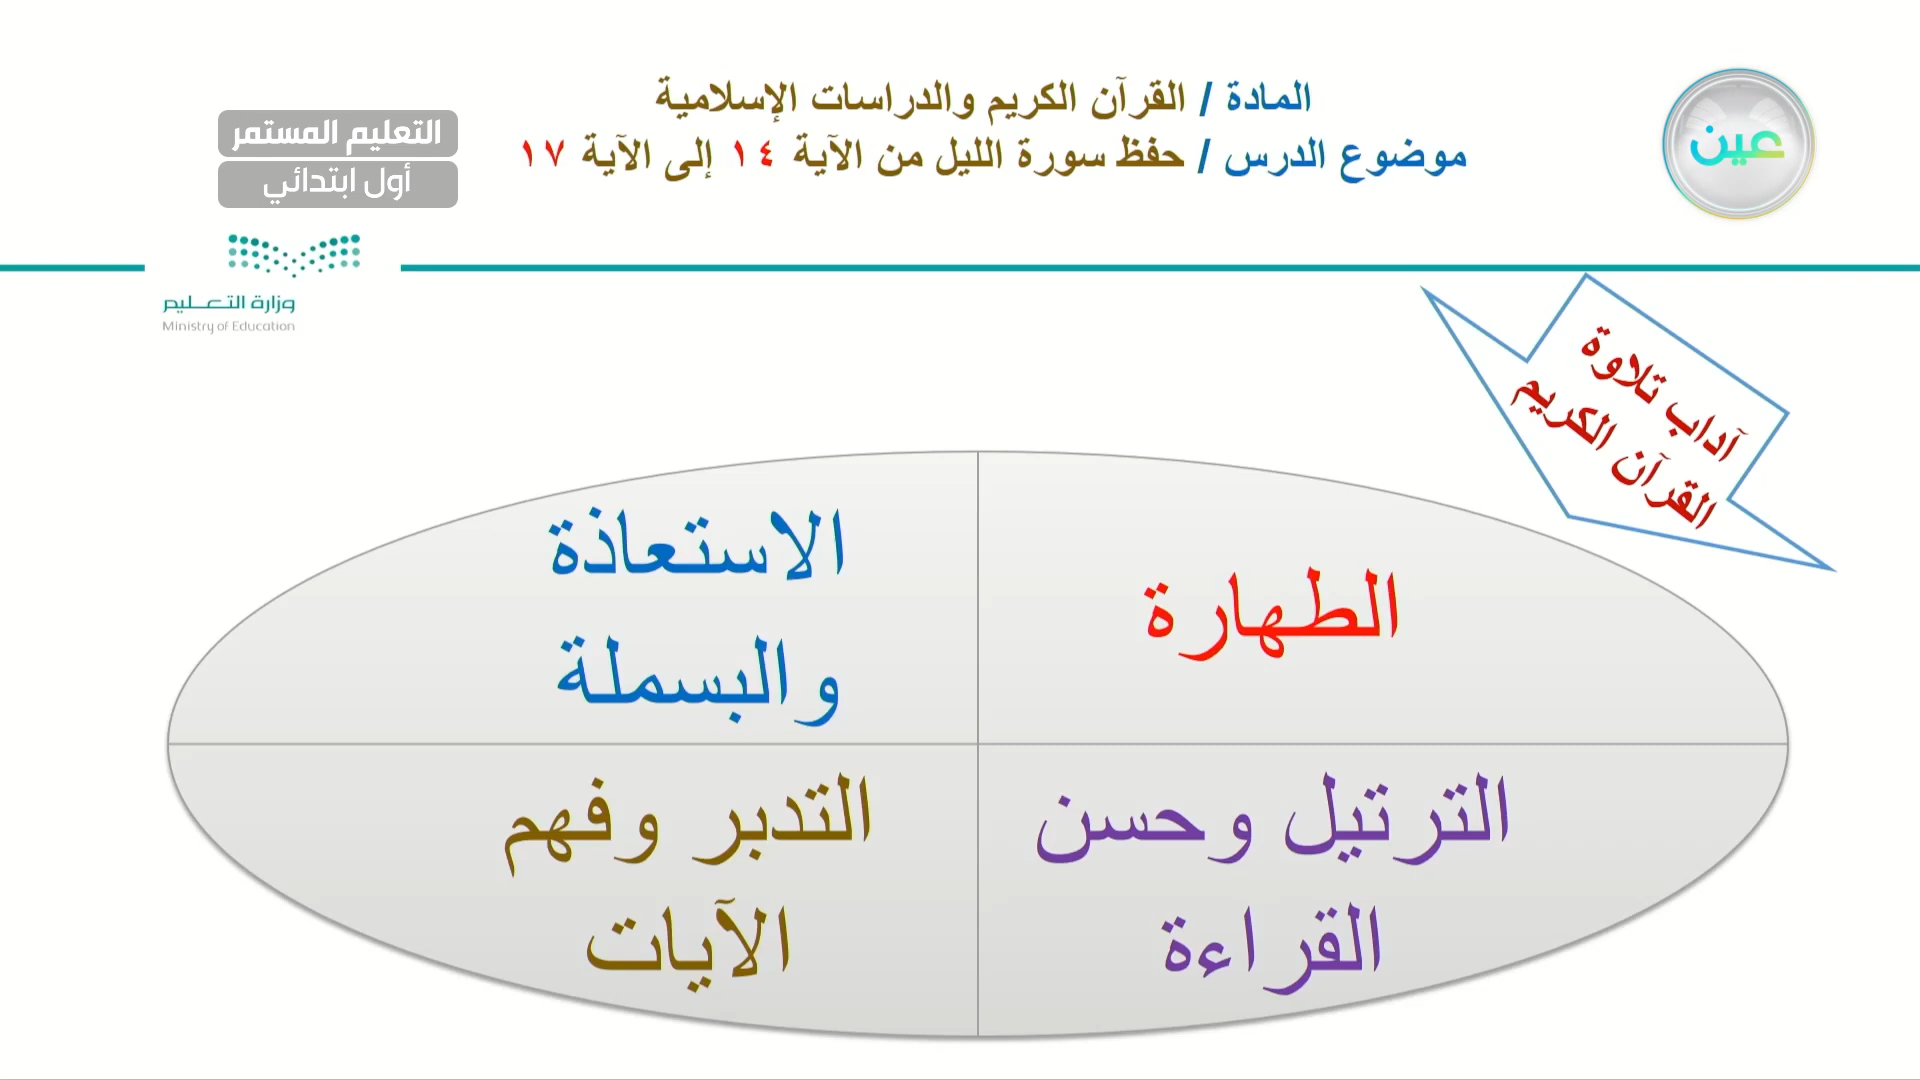 المادة / القرآن الكريم والدراسات الإسلامية
موضوع الدرس / حفظ سورة الليل من الآية ١٤ إلى الآية ١٧
عين
التعليم المستمر
أول ابتدائي
وزارة التعـليم
Ministry of Education
آداب تلاوة
القرآن الكريم
الطهارة
الاستعاذة
والبسملة
الترتيل وحسن
القراءة
التدبر وفهم
الآيات